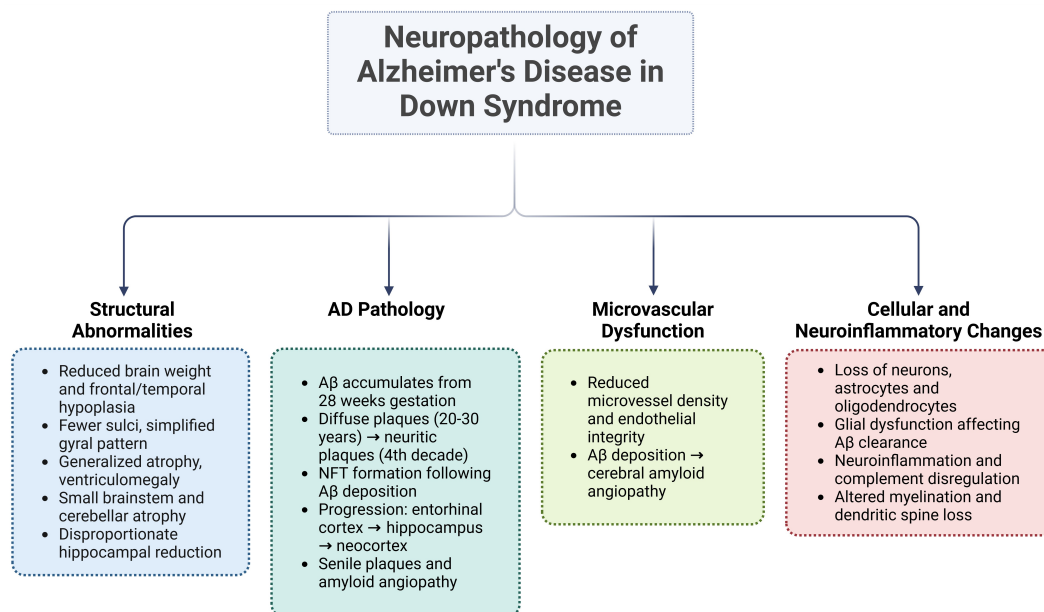 Neuropathology of
Alzheimer's Disease in
Down Syndrome
Structural
Abnormalities
• Reduced brain weight
and frontal/temporal
hypoplasia
• Fewer sulci, simplified
gyral pattern
• Generalized atrophy,
ventriculomegaly
• Small brainstem and
cerebellar atrophy
• Disproportionate
hippocampal reduction
AD Pathology
• Aβ accumulates from
28 weeks gestation
• Diffuse plaques (20-30
years) → neuritic
plaques (4th decade)
• NFT formation following
Aβ deposition
• Progression: entorhinal
cortex → hippocampus
→ neocortex
• Senile plaques and
amyloid angiopathy
Microvascular
Dysfunction
• Reduced
microvessel density
and endothelial
integrity
• Aβ deposition →
cerebral amyloid
angiopathy
Cellular and
Neuroinflammatory Changes
• Loss of neurons,
astrocytes and
oligodendrocytes
• Glial dysfunction affecting
Aβ clearance
• Neuroinflammation and
complement disregulation
• Altered myelination and
dendritic spine loss